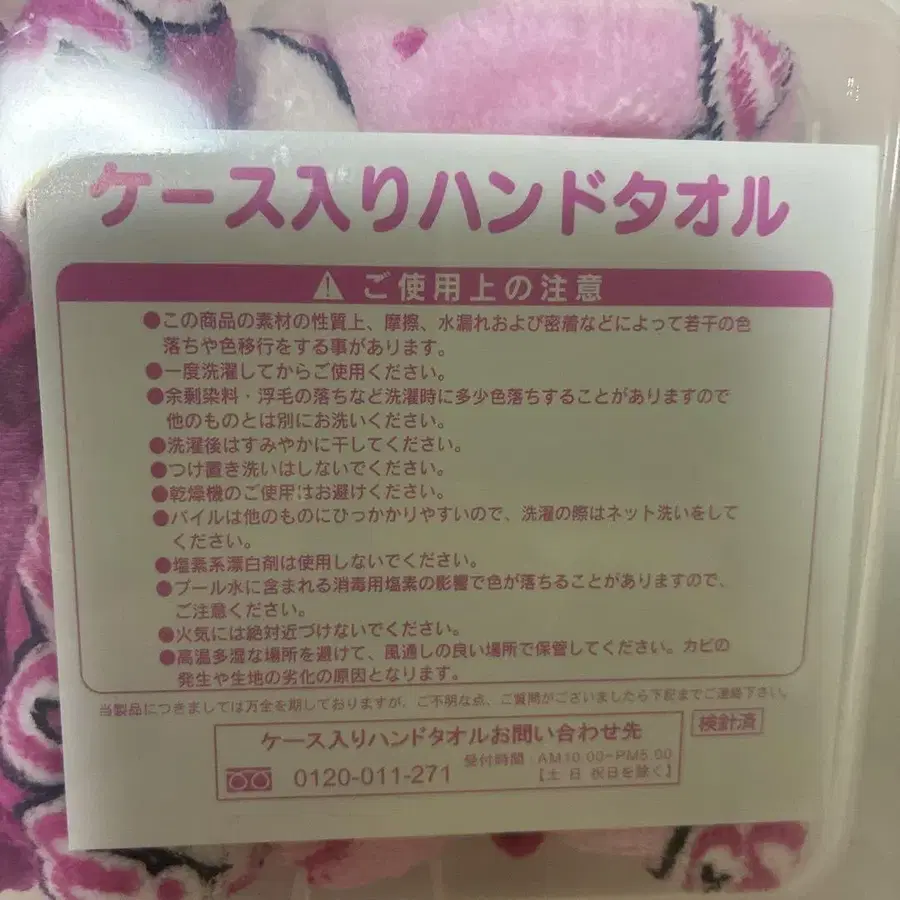 ケース入りハンドタオル
ご使用上の注意
●この商品の素材の性質上、摩擦、水漏れおよび密着などによって若干の色
落ちや色移行をする事があります。
●一度洗濯してからご使用ください。
●余剰染料・浮毛の落ちなど洗濯時に多少色落ちすることがありますので
他のものとは別にお洗いください。
●洗濯後はすみやかに干してください。
●つけ置き洗いはしないでください。
●乾燥機のご使用はお避けください。
●パイルは他のものにひっかかりやすいので、洗濯の際はネット洗いをして
ください。
●塩素系漂白剤は使用しないでください。
●プール水に含まれる消毒用塩素の影響で色が落ちることがありますので、
ご注意ください。
●火気には絶対近づけないでください。
●高温多湿な場所を避けて、風通しの良い場所で保管してください。カビの
発生や生地の劣化の原因となります。
当製品につきましては万全を期しておりますが、ご不明な点、ご質問がございましたら下記までご連絡下さい。
ケース入りハンドタオルお問い合わせ先
検針済
0120-011-271
受付時間:AM10:00~PM5:00
【土 日 祝日を除く】